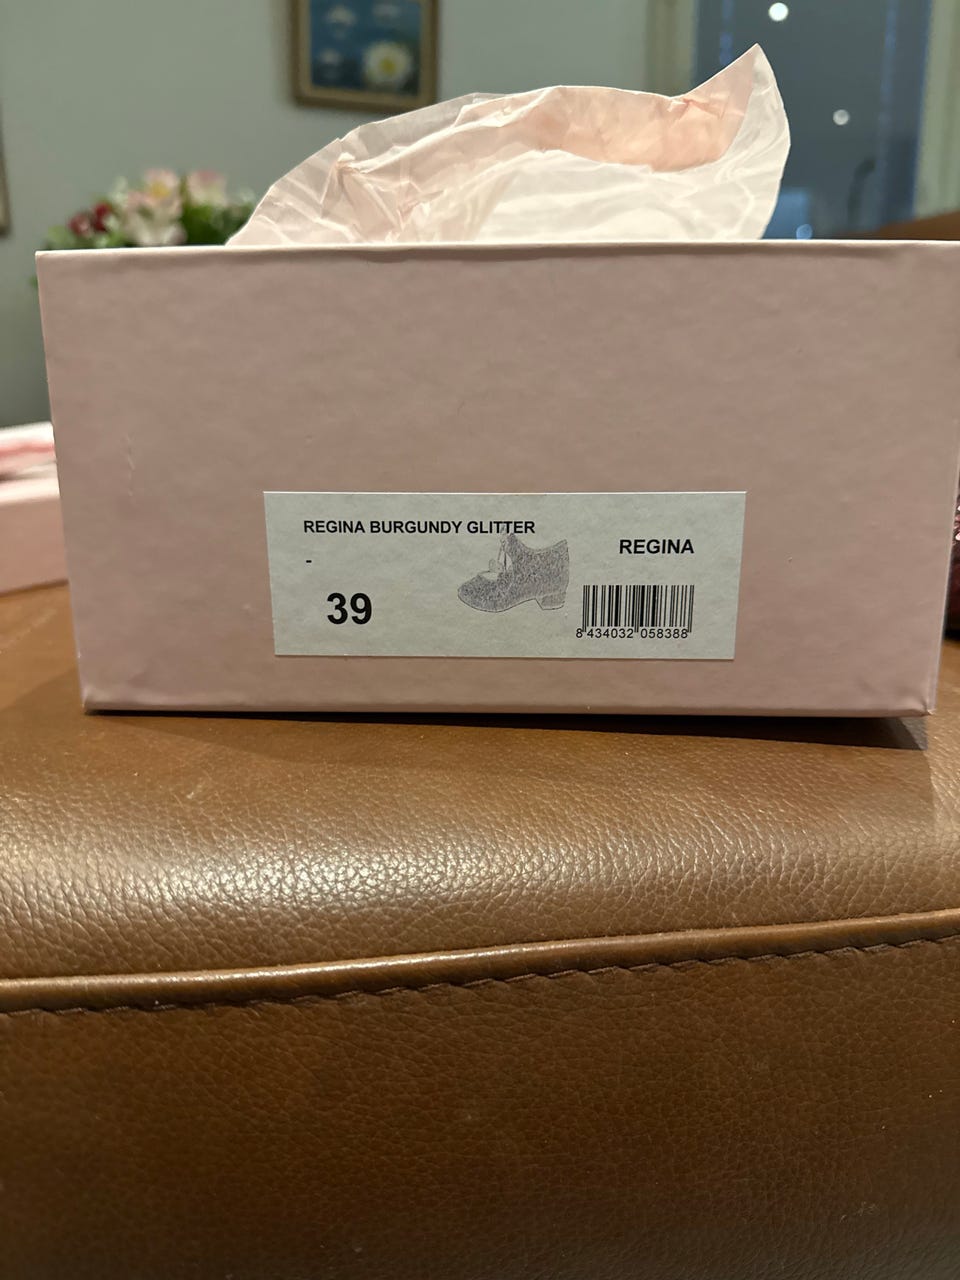 REGINA BURGUNDY GLITTER
REGINA
-
39
8 434032 058388